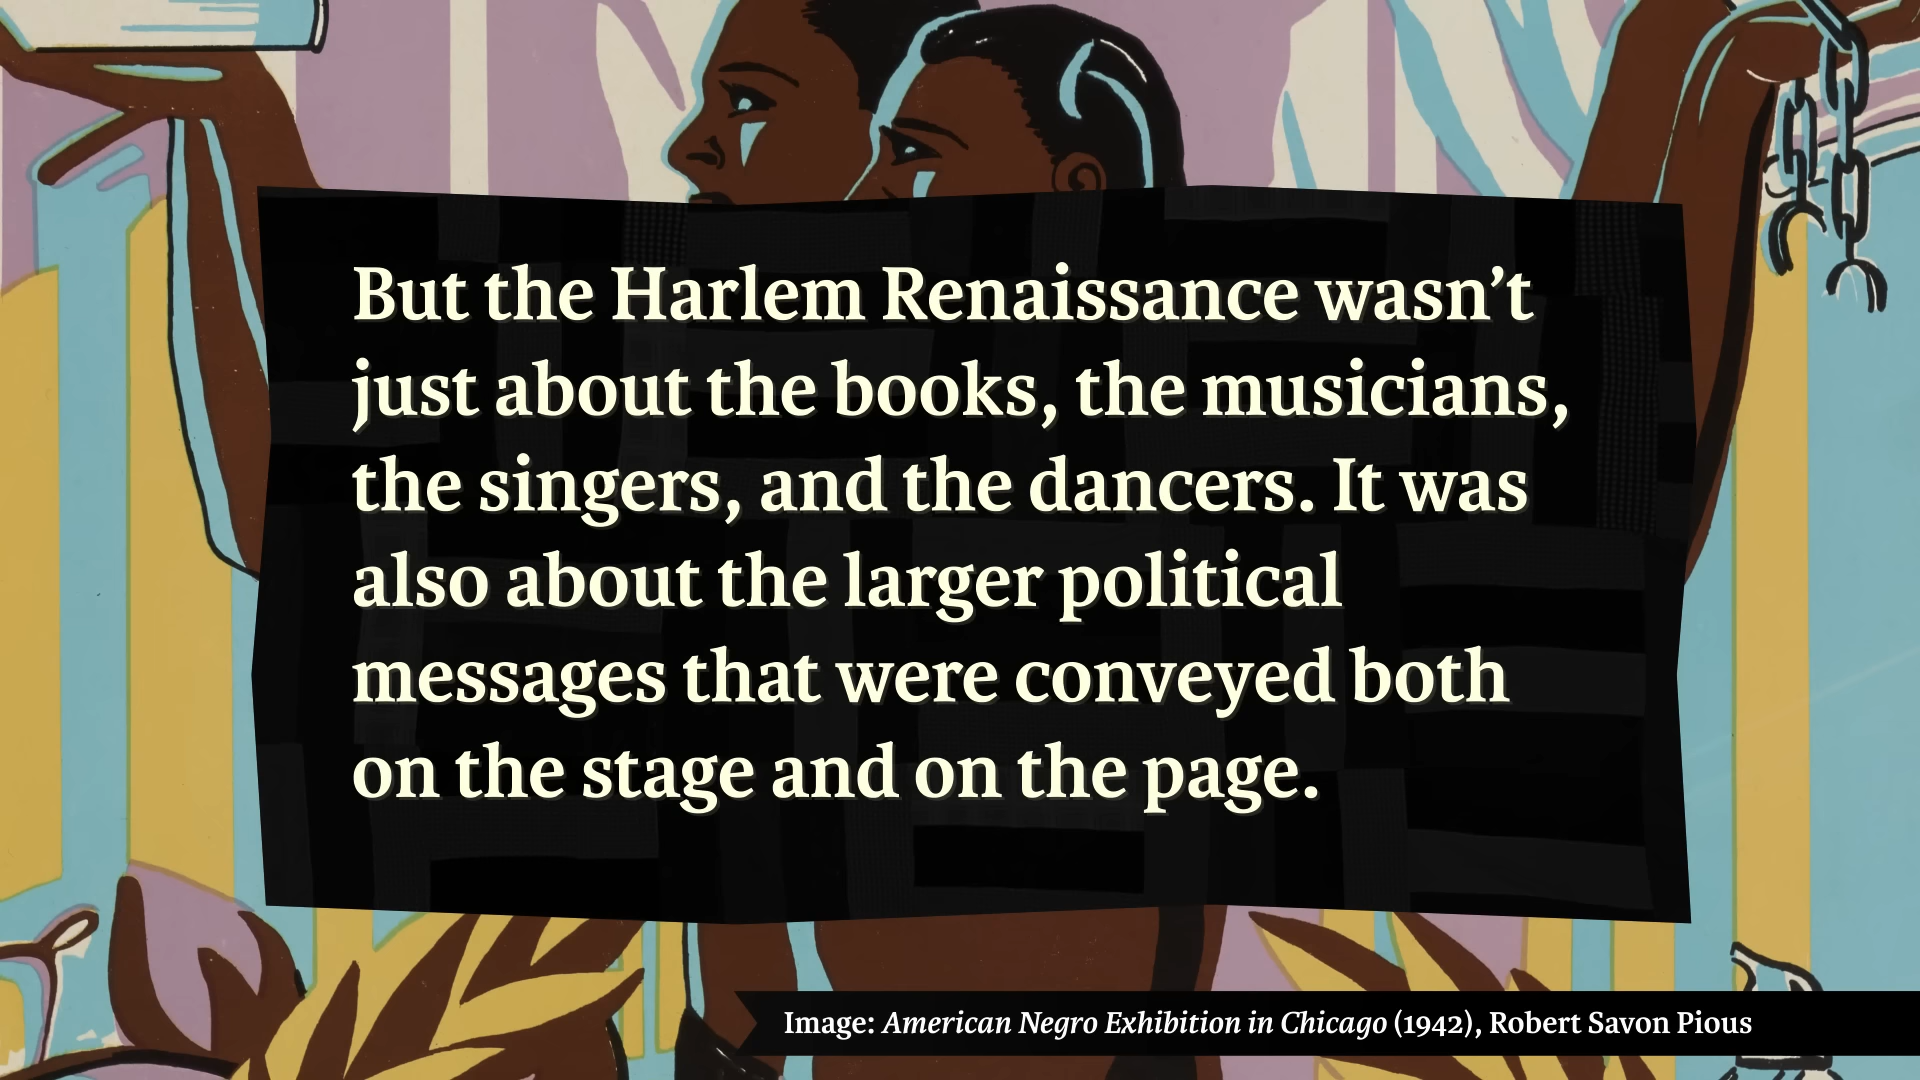 But the Harlem Renaissance wasn’t
just about the books, the musicians,
the singers, and the dancers. It was
also about the larger political
messages that were conveyed both
on the stage and on the page.
Image: American Negro Exhibition in Chicago (1942), Robert Savon Pious